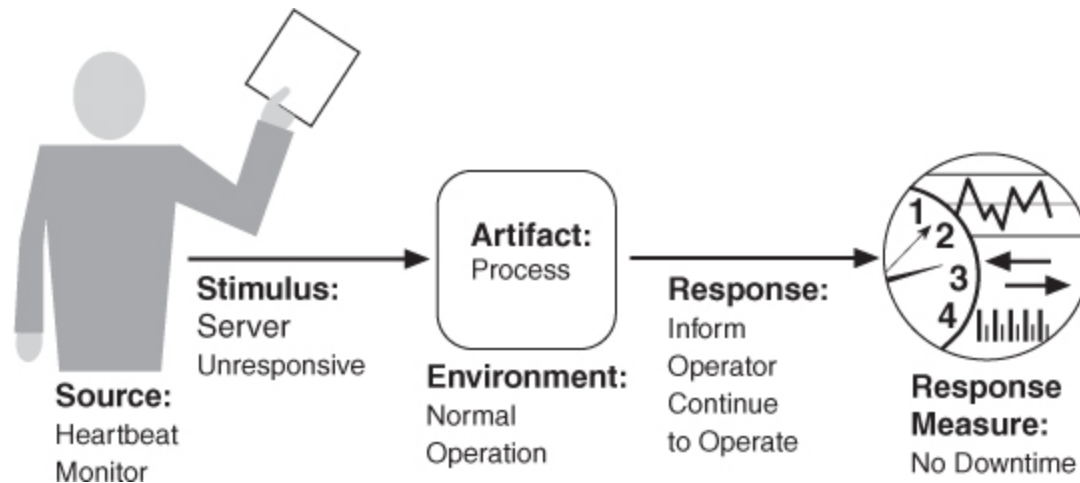 Source:
Heartbeat
Monitor
Stimulus:
Server
Unresponsive
Artifact:
Process
Environment:
Normal
Operation
Response:
Inform
Operator
Continue
to Operate
1
2
3
4
Response
Measure:
No Downtime